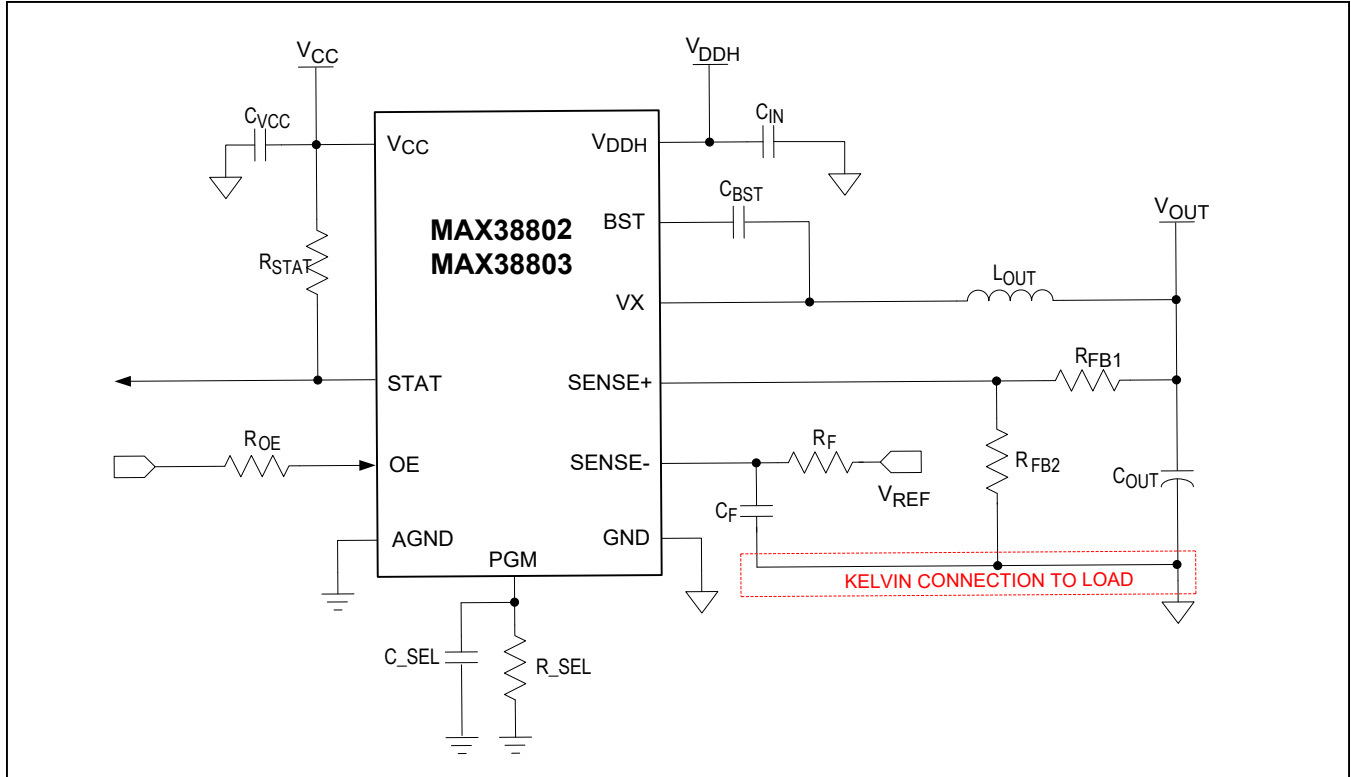 VCC
VDDH
CVCC
CIN
VCC
VDDH
CBST
BST
VOUT
MAX38802
MAX38803
RSTAT
LOUT
VX
RFB1
STAT
SENSE+
ROE
RF
OE
SENSE-
RFB2
COUT
VREF
CF
AGND
GND
PGM
KELVIN CONNECTION TO LOAD
C_SEL
R_SEL